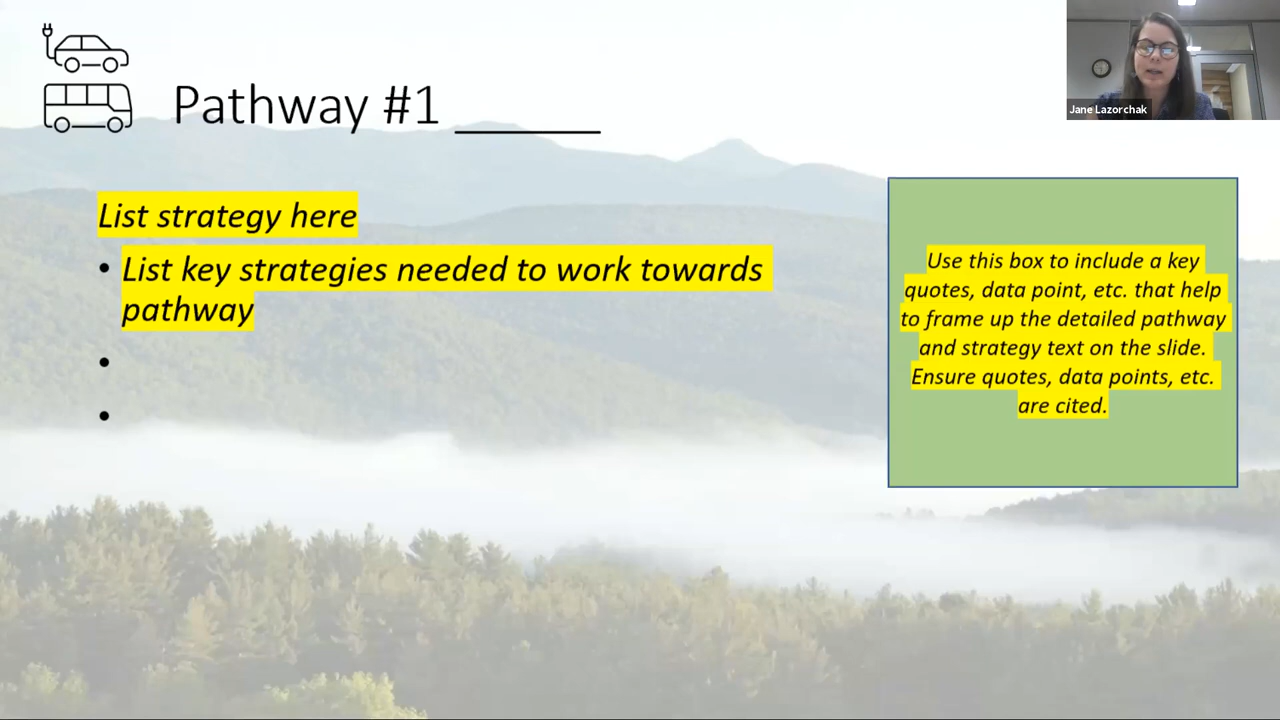 Pathway #1 ______
Jane Lazorchak
List strategy here
• List key strategies needed to work towards
pathway
•
•
Use this box to include a key
quotes, data point, etc. that help
to frame up the detailed pathway
and strategy text on the slide.
Ensure quotes, data points, etc.
are cited.